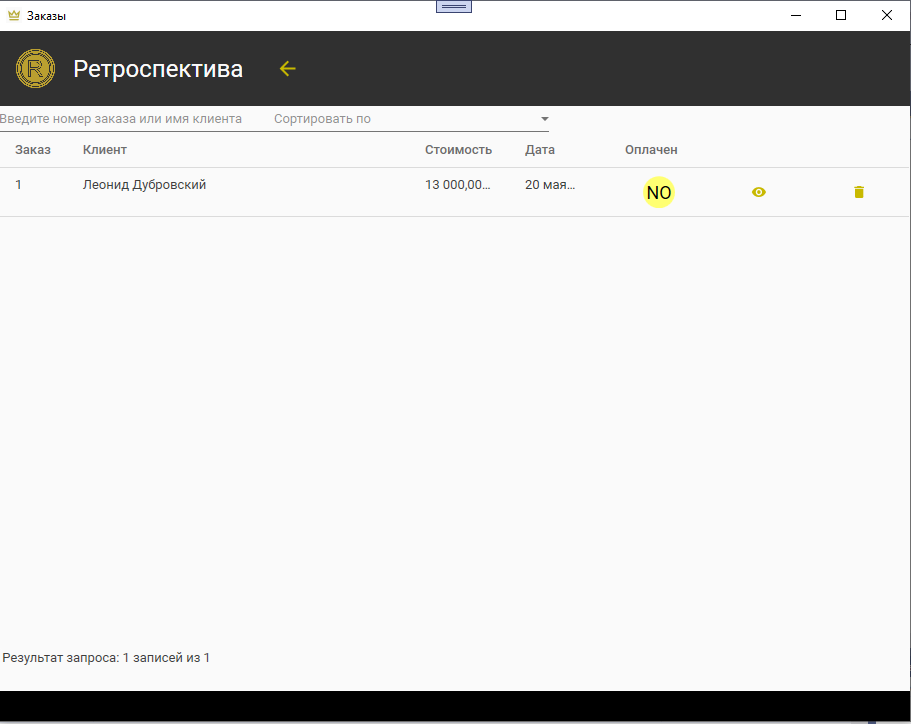 Заказы
R
Ретроспектива
Введите номер заказа или имя клиента Сортировать по
Заказ Клиент Стоимость Дата Оплачен
1 Леонид Дубровский 13 000,00... 20 мая... NO
Результат запроса: 1 записей из 1